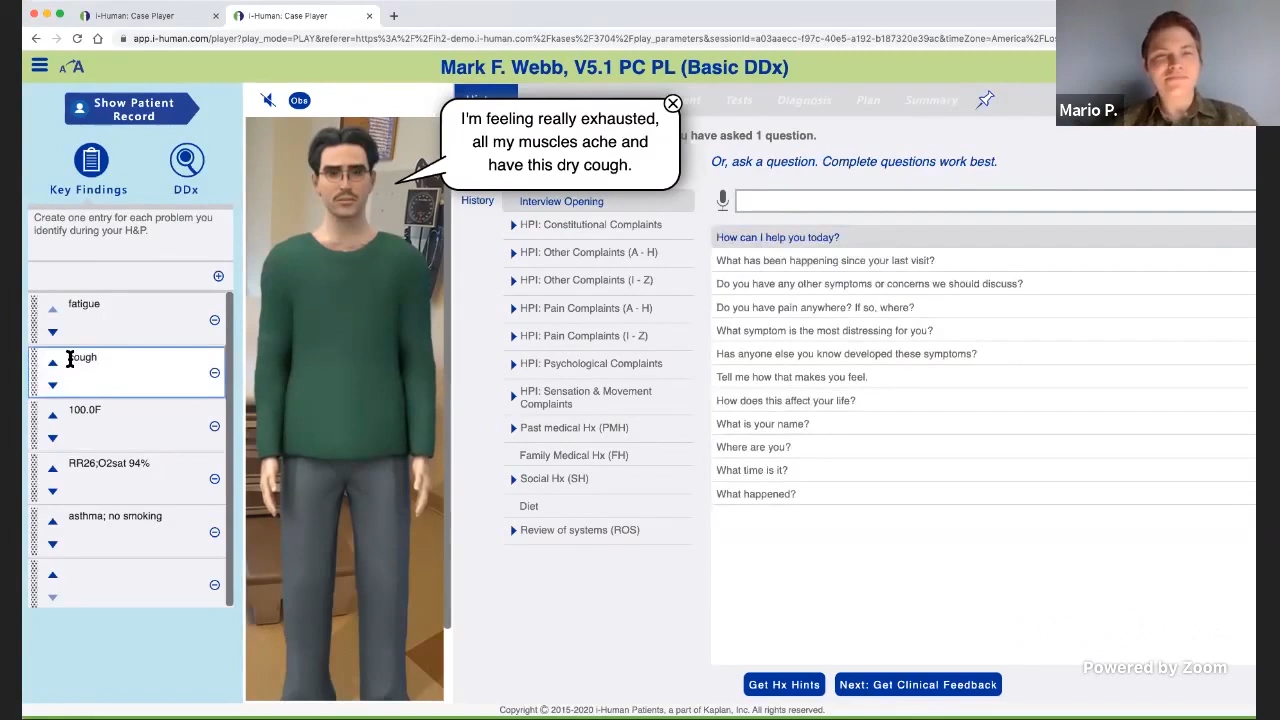 i-Human: Case Player
i-Human: Case Player
app.i-human.com/player?play_mode=PLAY&referer=https%3A%2F%2Fih2-demo.i-human.com%2Fkases%2F3704%2Fplay_parameters&sessionId=a03aaecc-f97c-40e5-a192-b187320e39ac&timeZone=America%2FLos
AA
Mark F. Webb, V5.1 PC PL (Basic DDx)
Mario P.
Show Patient
Record
Obs
Tests
Diagnosis
Plan
Summary
Key Findings
DDx
I'm feeling really exhausted,
all my muscles ache and
have this dry cough.
have asked 1 question.
Or, ask a question. Complete questions work best.
Create one entry for each problem you
identify during your H&P.
fatigue
cough
100.0F
RR26;O2sat 94%
asthma; no smoking
History
Interview Opening
HPI: Constitutional Complaints
HPI: Other Complaints (A - H)
HPI: Other Complaints (I - Z)
HPI: Pain Complaints (A - H)
HPI: Pain Complaints (I - Z)
HPI: Psychological Complaints
HPI: Sensation & Movement
Complaints
Past medical Hx (PMH)
Family Medical Hx (FH)
Social Hx (SH)
Diet
Review of systems (ROS)
How can I help you today?
What has been happening since your last visit?
Do you have any other symptoms or concerns we should discuss?
Do you have pain anywhere? If so, where?
What symptom is the most distressing for you?
Has anyone else you know developed these symptoms?
Tell me how that makes you feel.
How does this affect your life?
What is your name?
Where are you?
What time is it?
What happened?
Powered by Zoom
Get Hx Hints
Next: Get Clinical Feedback
Copyright © 2015-2020 i-Human Patients, a part of Kaplan, Inc. All rights reserved.